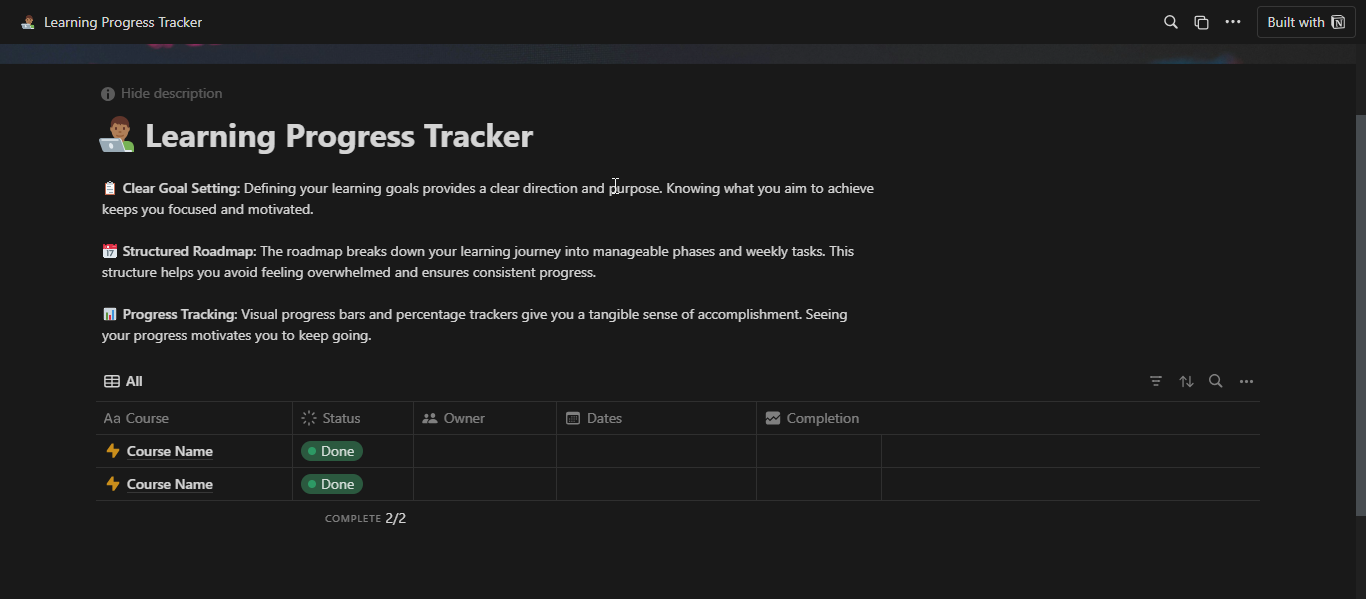 Learning Progress Tracker
Built with
Hide description
Learning Progress Tracker
Clear Goal Setting: Defining your learning goals provides a clear direction and purpose. Knowing what you aim to achieve
keeps you focused and motivated.
Structured Roadmap: The roadmap breaks down your learning journey into manageable phases and weekly tasks. This
structure helps you avoid feeling overwhelmed and ensures consistent progress.
Progress Tracking: Visual progress bars and percentage trackers give you a tangible sense of accomplishment. Seeing
your progress motivates you to keep going.
All
Aa Course Status Owner Dates Completion
Course Name Done
Course Name Done
COMPLETE 2/2